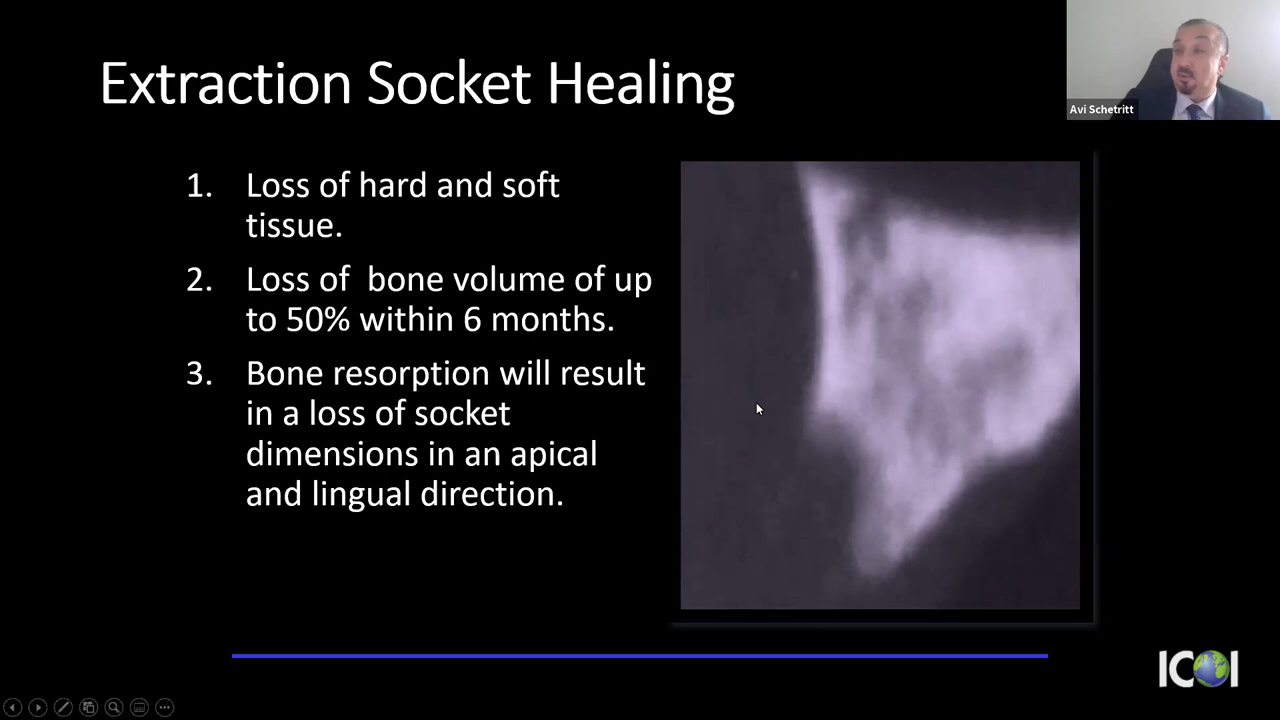 Extraction Socket Healing
Avi Schetritt
1. Loss of hard and soft
tissue.
2. Loss of bone volume of up
to 50% within 6 months.
3. Bone resorption will result
in a loss of socket
dimensions in an apical
and lingual direction.
ICOI